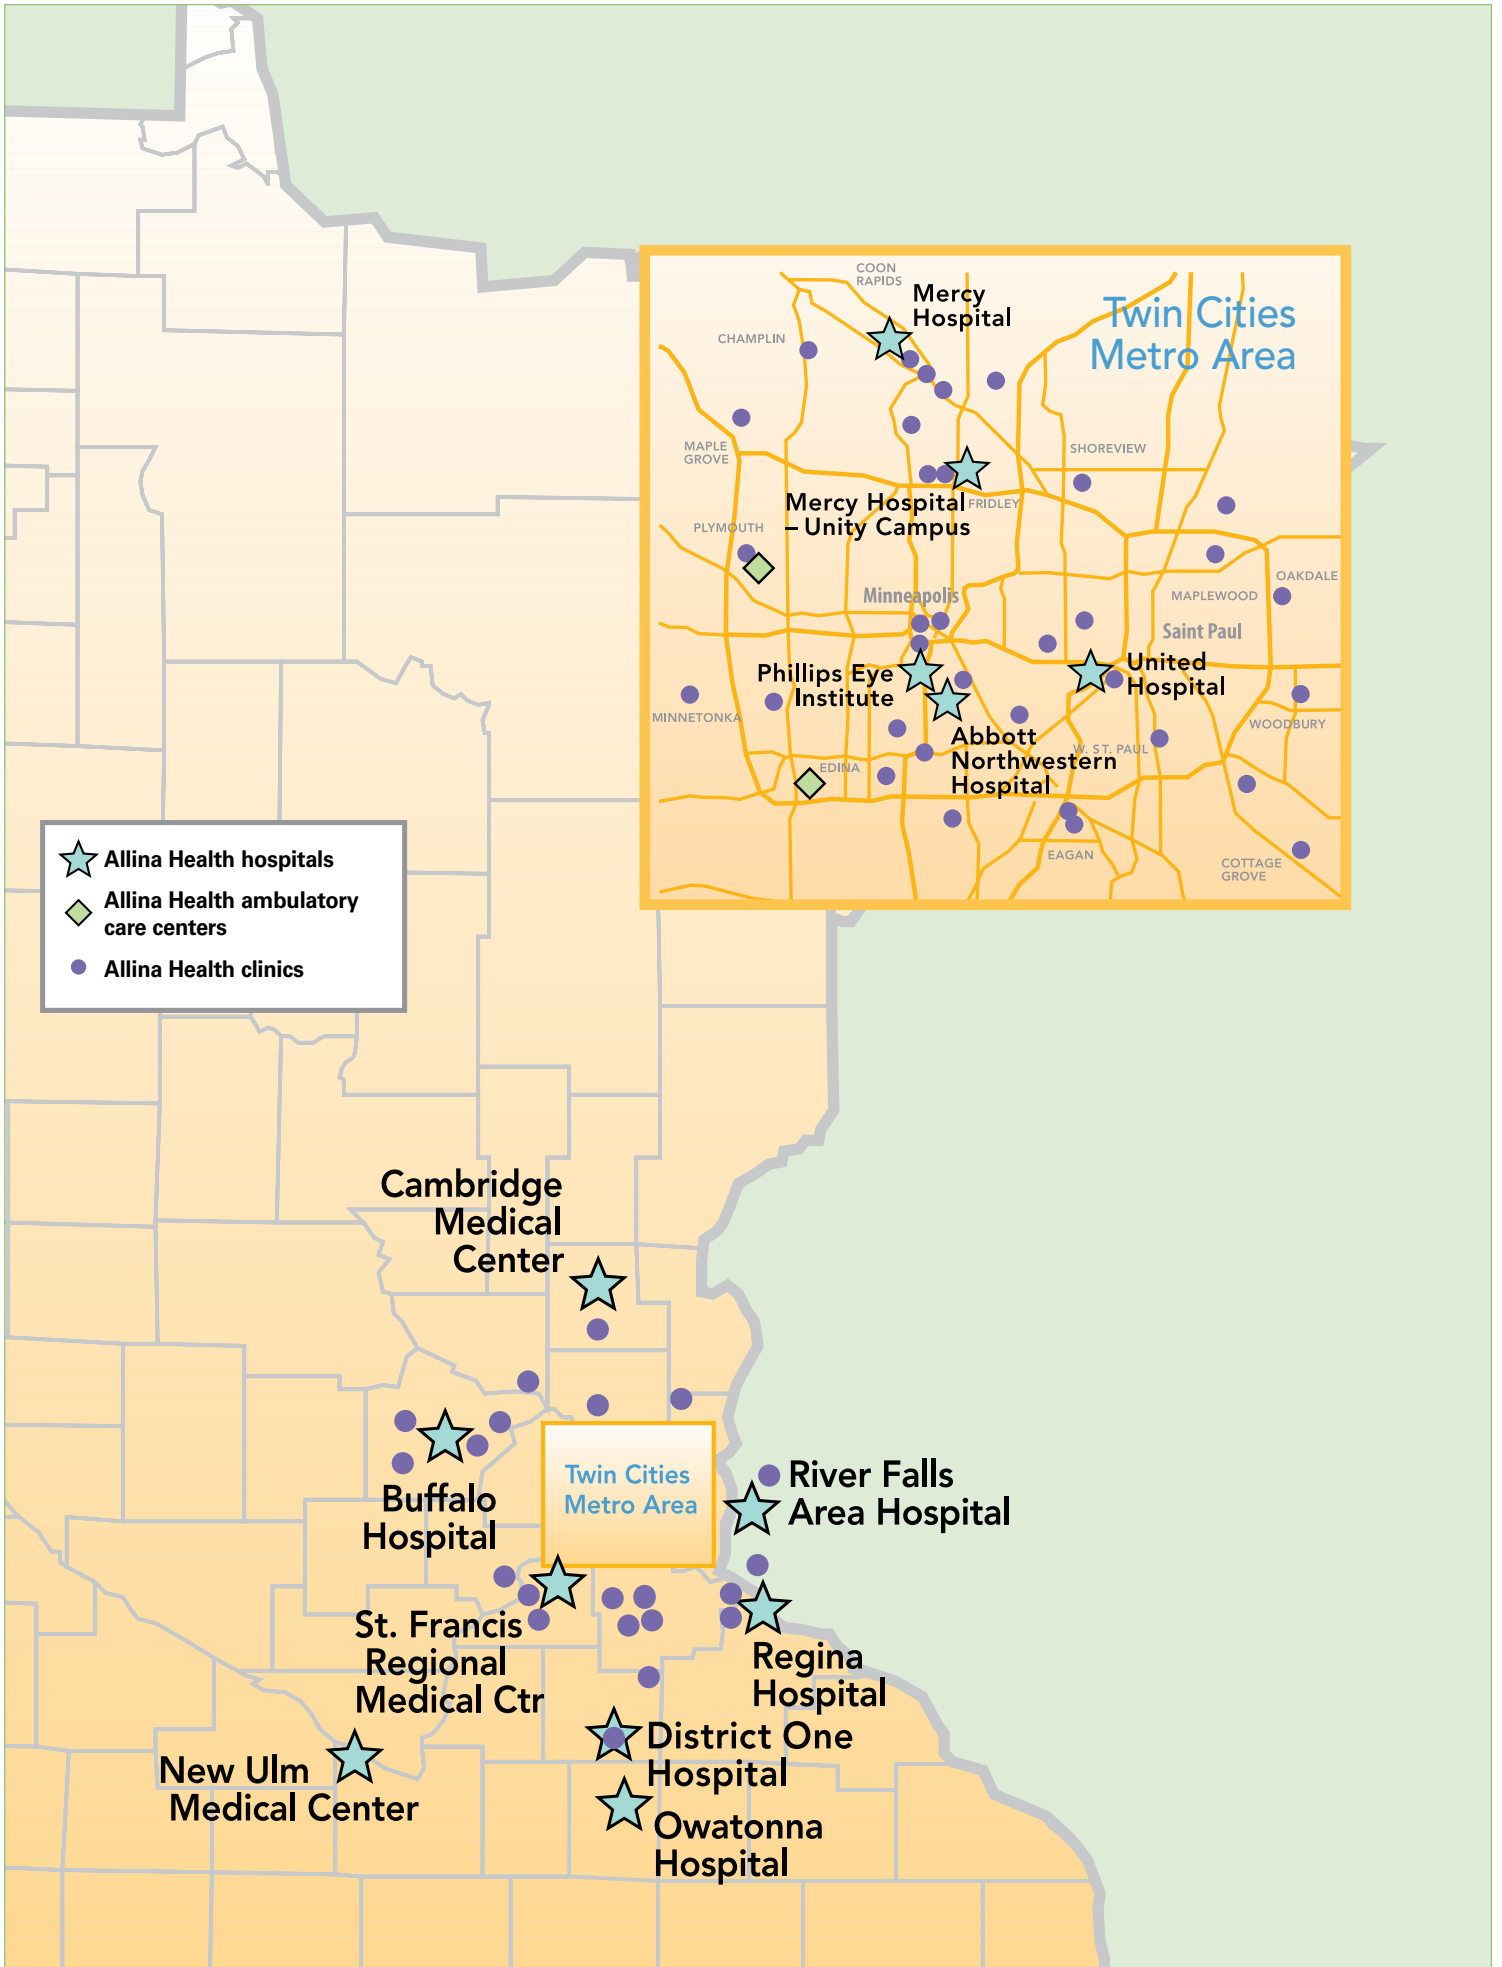 COON
RAPIDS
Mercy
Hospital
Twin Cities
Metro Area
CHAMPLIN
MAPLE
GROVE
SHOREVIEW
Mercy Hospital
– Unity Campus
FRIDLEY
PLYMOUTH
OAKDALE
Minneapolis
MAPLEWOOD
Saint Paul
Phillips Eye
Institute
United
Hospital
MINNETONKA
WOODBURY
Abbott
Northwestern
Hospital
W. ST. PAUL
EDINA
EAGAN
COTTAGE
GROVE
Allina Health hospitals
Allina Health ambulatory
care centers
Allina Health clinics
Cambridge
Medical
Center
Twin Cities
Metro Area
River Falls
Area Hospital
Buffalo
Hospital
St. Francis
Regional
Medical Ctr
Regina
Hospital
District One
Hospital
New Ulm
Medical Center
Owatonna
Hospital